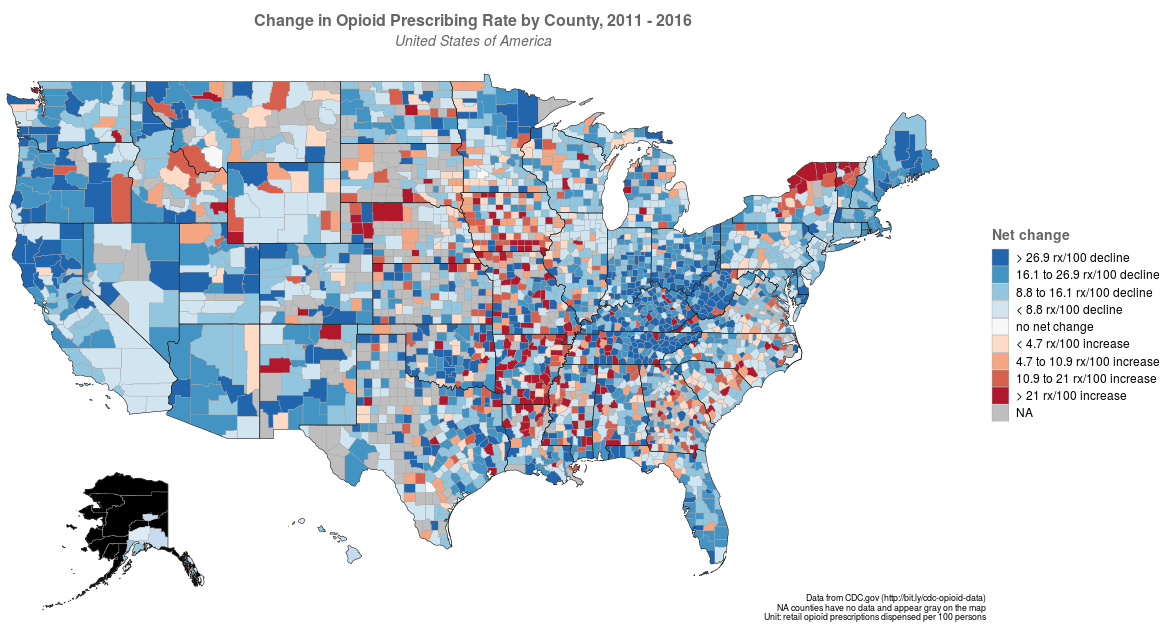 Change in Opioid Prescribing Rate by County, 2011 - 2016
United States of America
Net change
> 26.9 rx/100 decline
16.1 to 26.9 rx/100 decline
8.8 to 16.1 rx/100 decline
< 8.8 rx/100 decline
no net change
< 4.7 rx/100 increase
4.7 to 10.9 rx/100 increase
10.9 to 21 rx/100 increase
> 21 rx/100 increase
NA
Data from CDC.gov (http://bit.ly/cdc-opioid-data)
NA counties have no data and appear gray on the map
Unit: retail opioid prescriptions dispensed per 100 persons